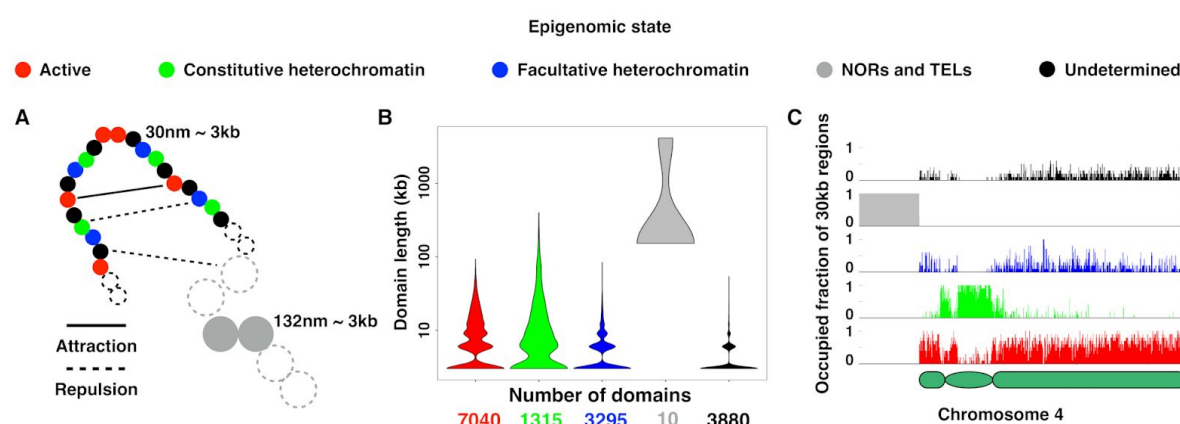 Epigenomic state
Active
Constitutive heterochromatin
Facultative heterochromatin
NORs and TELs
Undetermined
A
30nm ~ 3kb
132nm ~ 3kb
Attraction
Repulsion
B
Domain length (kb)
1000
100
10
Number of domains
7040 1315 3295 10 3880
C
Occupied fraction of 30kb regions
1
0
1
0
1
0
1
0
1
0
Chromosome 4